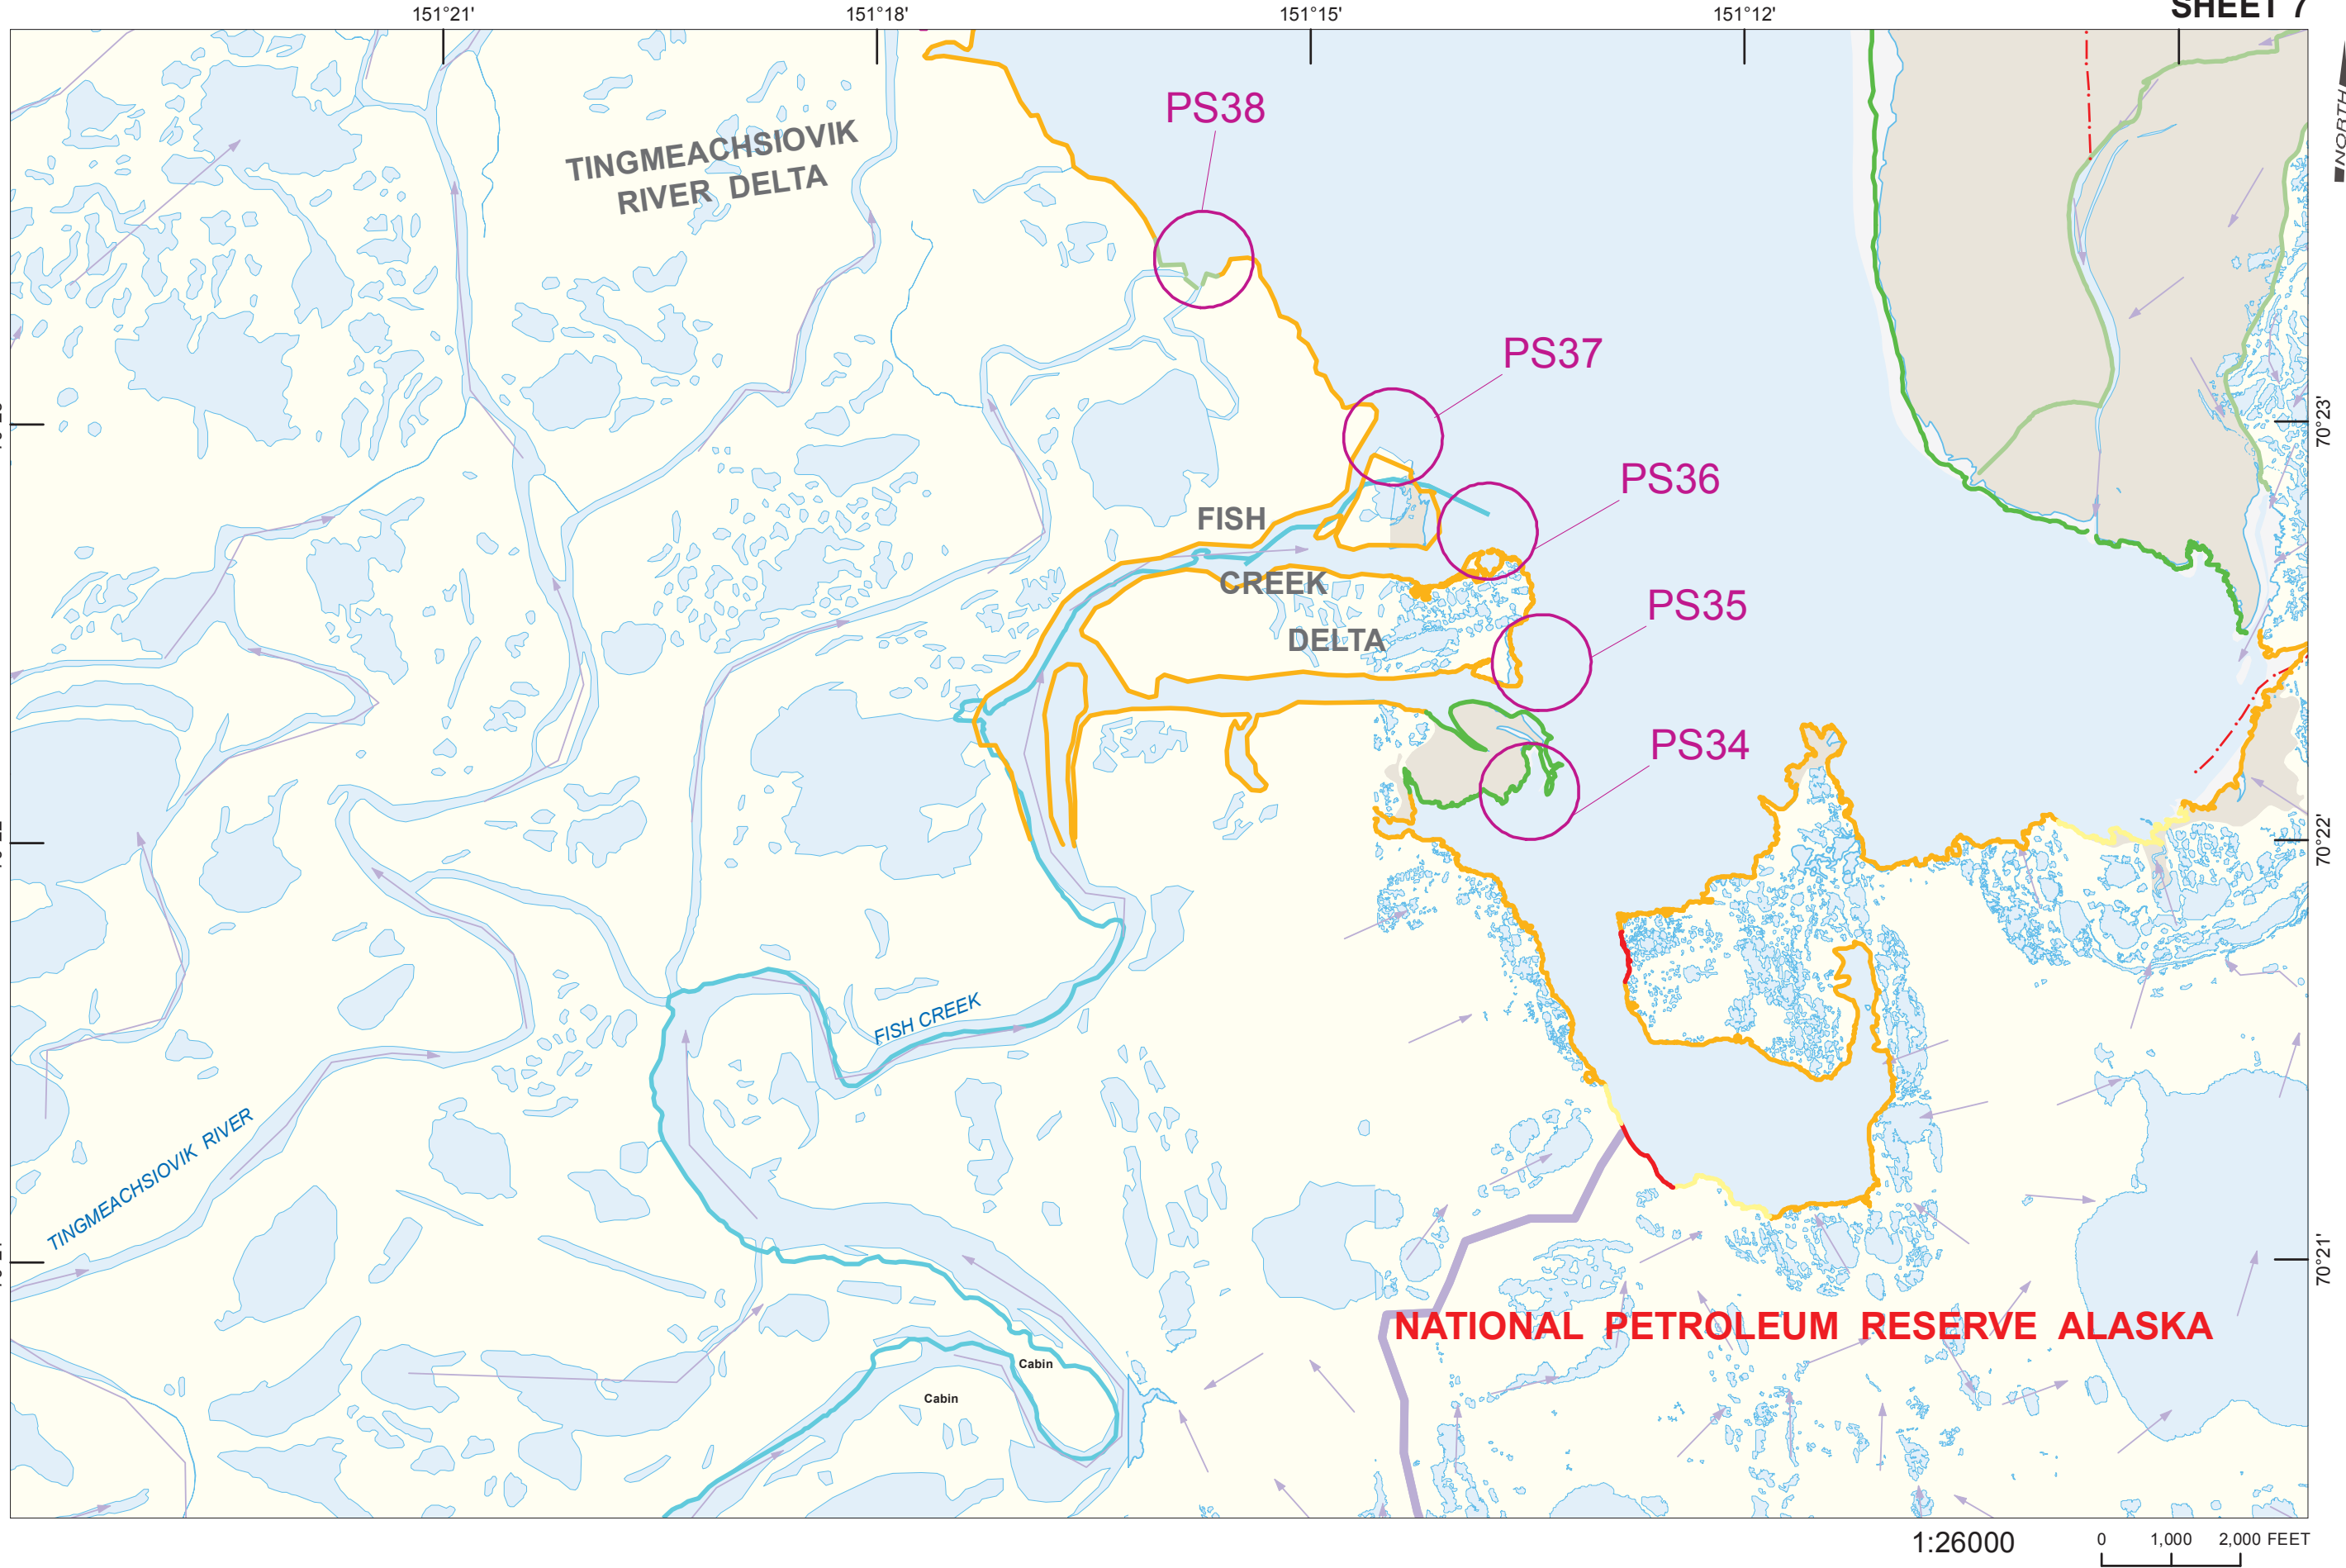 SHEET 7
151°21'
151°18'
151°15'
151°12'
NORTH
PS38
TINGMEACHSIOVIK
RIVER DELTA
PS37
70°23'
PS36
FISH
CREEK
PS35
DELTA
PS34
70°22'
FISH CREEK
TINGMEACHSIOVIK RIVER
70°21'
NATIONAL PETROLEUM RESERVE ALASKA
Cabin
Cabin
1:26000
0 1,000 2,000 FEET